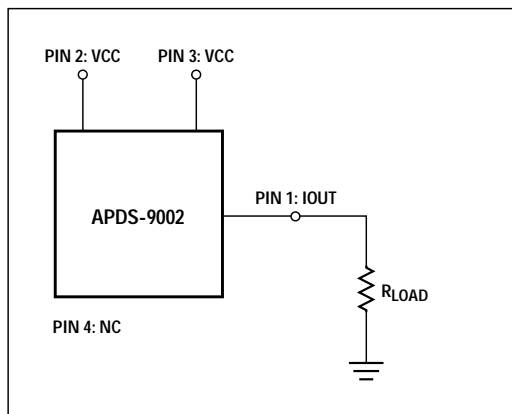 PIN 2: VCC PIN 3: VCC
APDS-9002
PIN 1: IOUT
RLOAD
PIN 4: NC